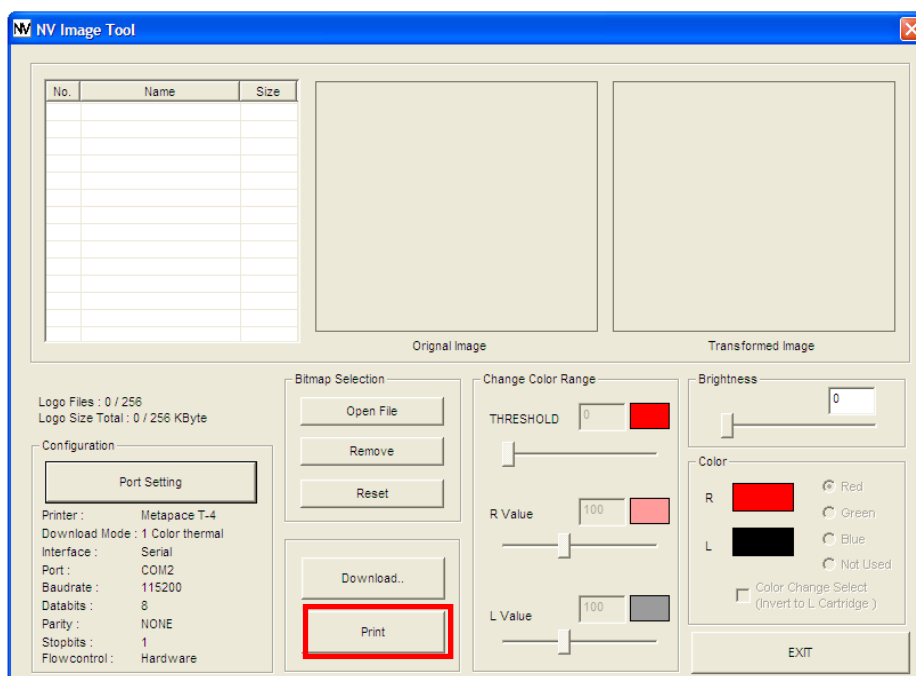 NV NV Image Tool
No. Name Size
Orignal Image Transformed Image
Logo Files : 0 / 256
Logo Size Total : 0 / 256 KByte
Configuration
Port Setting
Printer : Metapace T-4
Download Mode : 1 Color thermal
Interface : Serial
Port : COM2
Baudrate : 115200
Databits : 8
Parity : NONE
Stopbits : 1
Flowcontrol : Hardware
Bitmap Selection
Open File
Remove
Reset
Download..
Print
Change Color Range
THRESHOLD 0
R Value 100
L Value 100
Brightness
0
Color
R
L
Red
Green
Blue
Not Used
Color Change Select
(Invert to L Cartridge )
EXIT